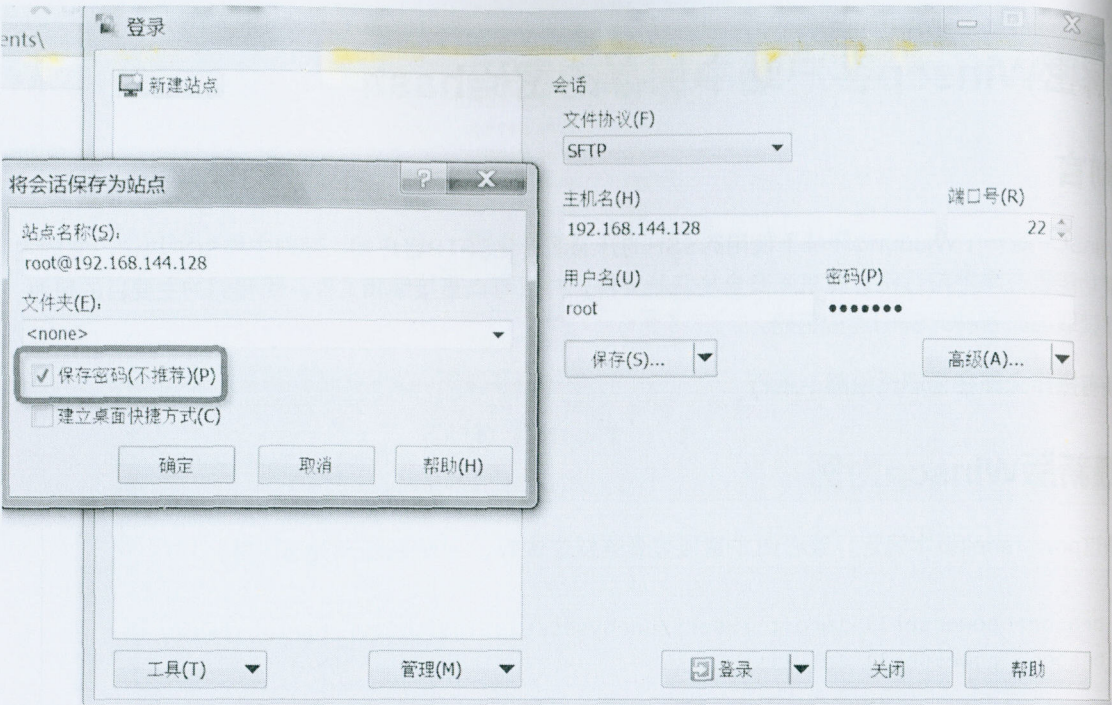 ents\
登录
新建站点
会话
文件协议(F)
SFTP
将会话保存为站点
站点名称(S):
root@192.168.144.128
文件夹(F):
<none>
保存密码(不推荐)(P)
建立桌面快捷方式(C)
确定
取消
帮助(H)
主机名(H)
端口号(R)
192.168.144.128
22
用户名(U)
密码(P)
root
•••••••
保存(S)...
高级(A)...
工具(T)
管理(M)
登录
关闭
帮助